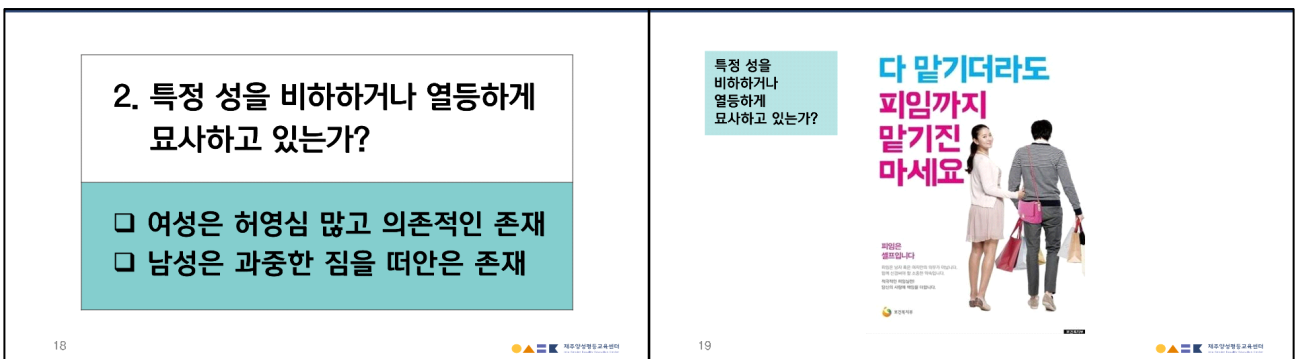 2. 특정 성을 비하하거나 열등하게
묘사하고 있는가?
❑ 여성은 허영심 많고 의존적인 존재
❑ 남성은 과중한 짐을 떠안은 존재
18
제주양성평등교육센터
특정 성을
비하하거나
열등하게
묘사하고 있는가?
다 맡기더라도
피임까지
맡기진
마세요
피임은
셀프입니다
보건복지부
19
제주양성평등교육센터